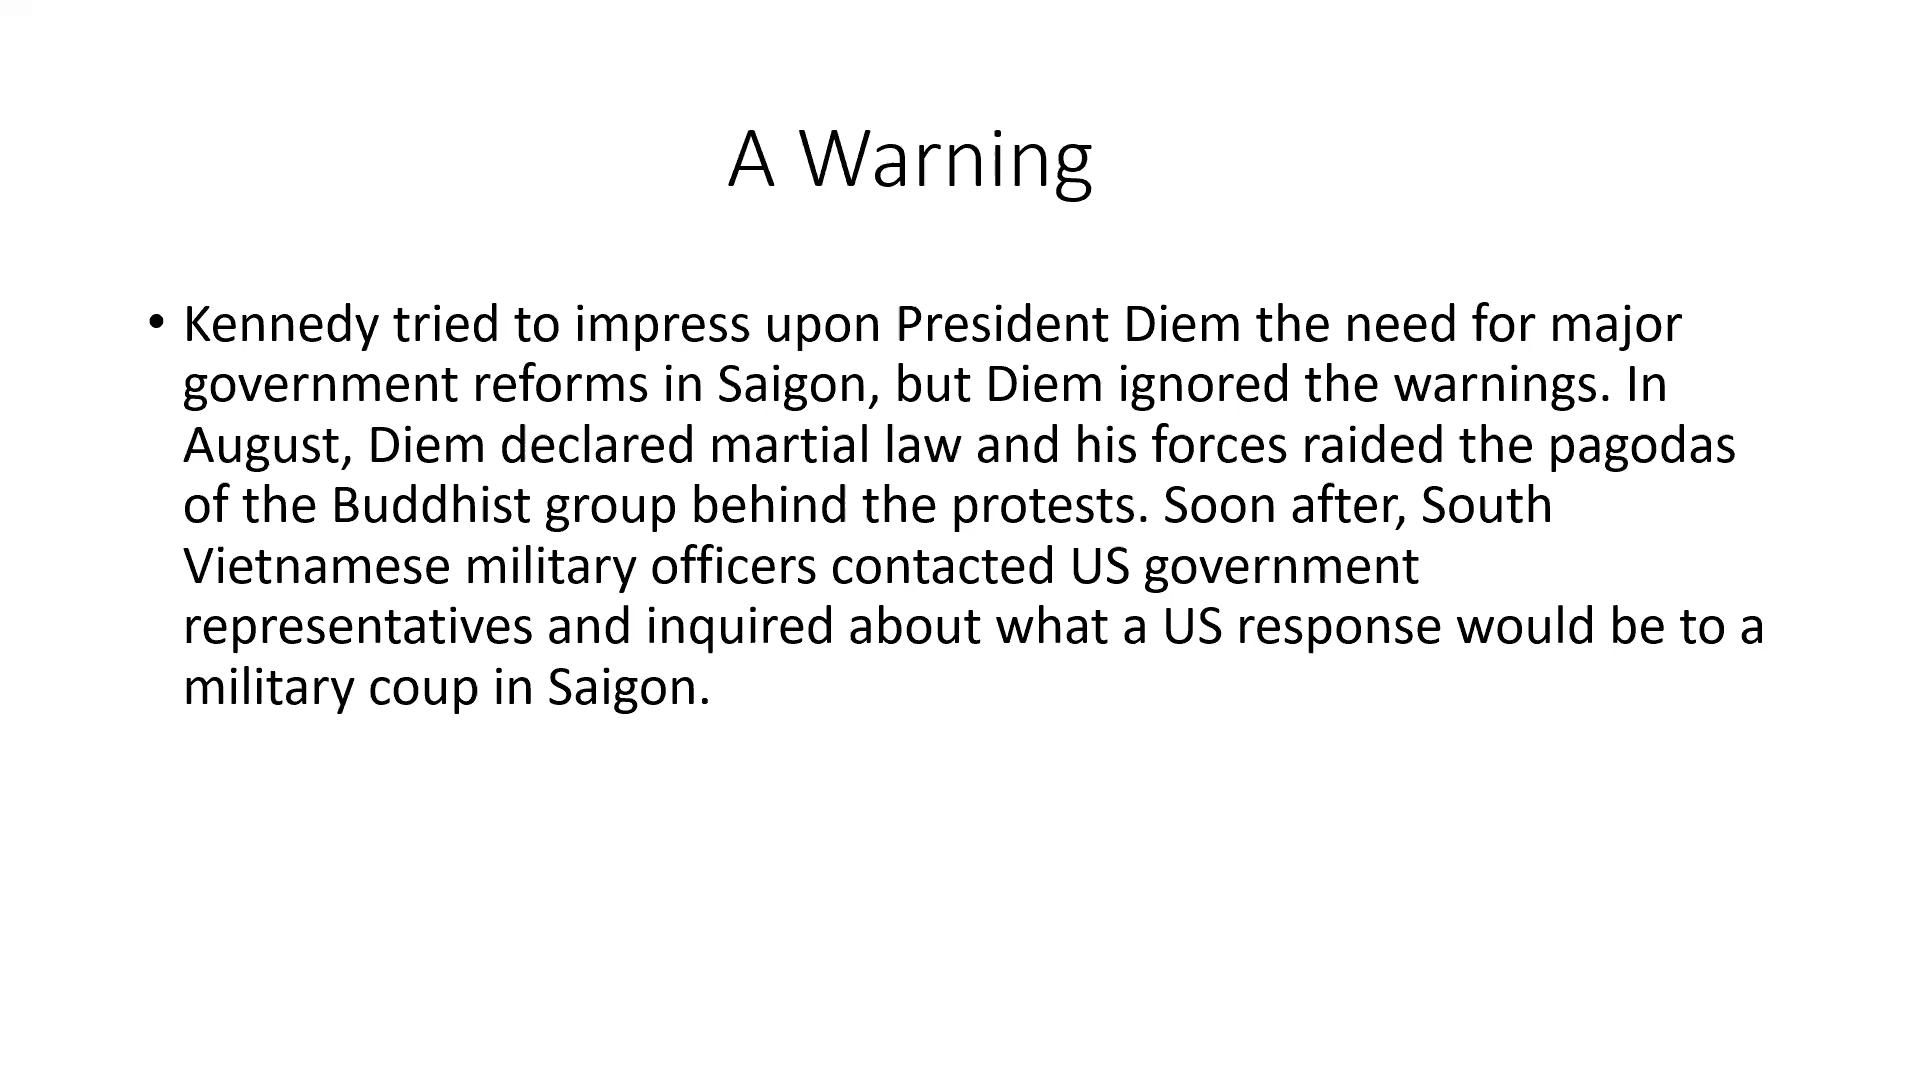 A Warning
• Kennedy tried to impress upon President Diem the need for major
government reforms in Saigon, but Diem ignored the warnings. In
August, Diem declared martial law and his forces raided the pagodas
of the Buddhist group behind the protests. Soon after, South
Vietnamese military officers contacted US government
representatives and inquired about what a US response would be to a
military coup in Saigon.